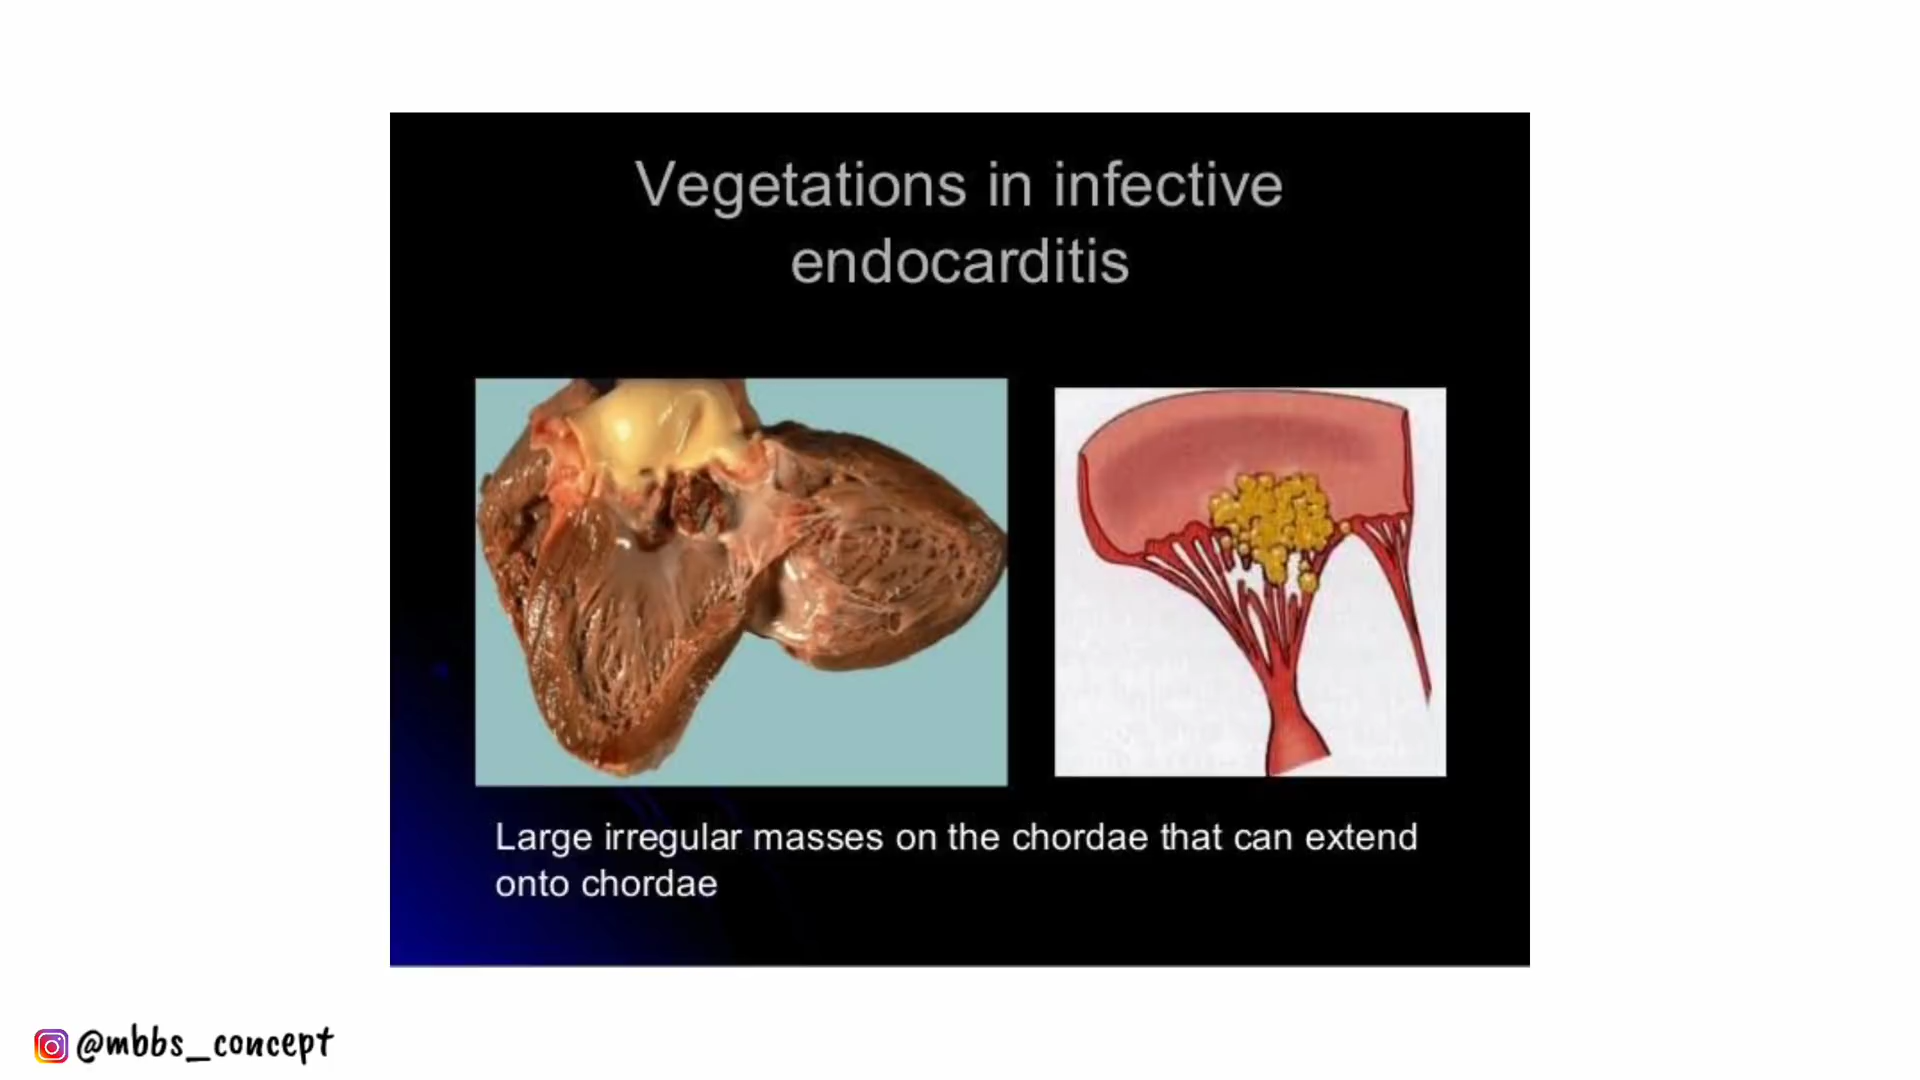 Vegetations in infective
endocarditis
Large irregular masses on the chordae that can extend
onto chordae
@mbbs_concept